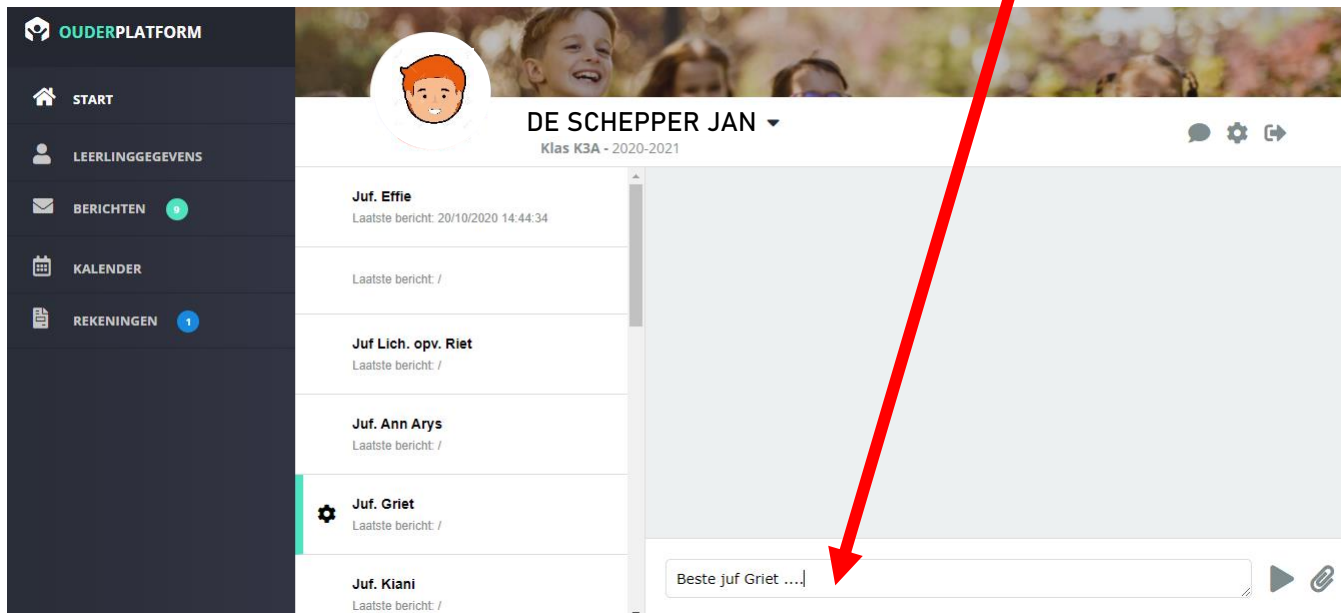 OUDERPLATFORM
START
LEERLINGGEGEVENS
BERICHTEN 9
KALENDER
REKENINGEN 1
DE SCHEPPER JAN
Klas K3A - 2020-2021
Juf. Effie
Laatste bericht: 20/10/2020 14:44:34
Laatste bericht: /
Juf Lich. opv. Riet
Laatste bericht: /
Juf. Ann Arys
Laatste bericht: /
Juf. Griet
Laatste bericht: /
Juf. Kiani
Laatste bericht: /
Beste juf Griet ....